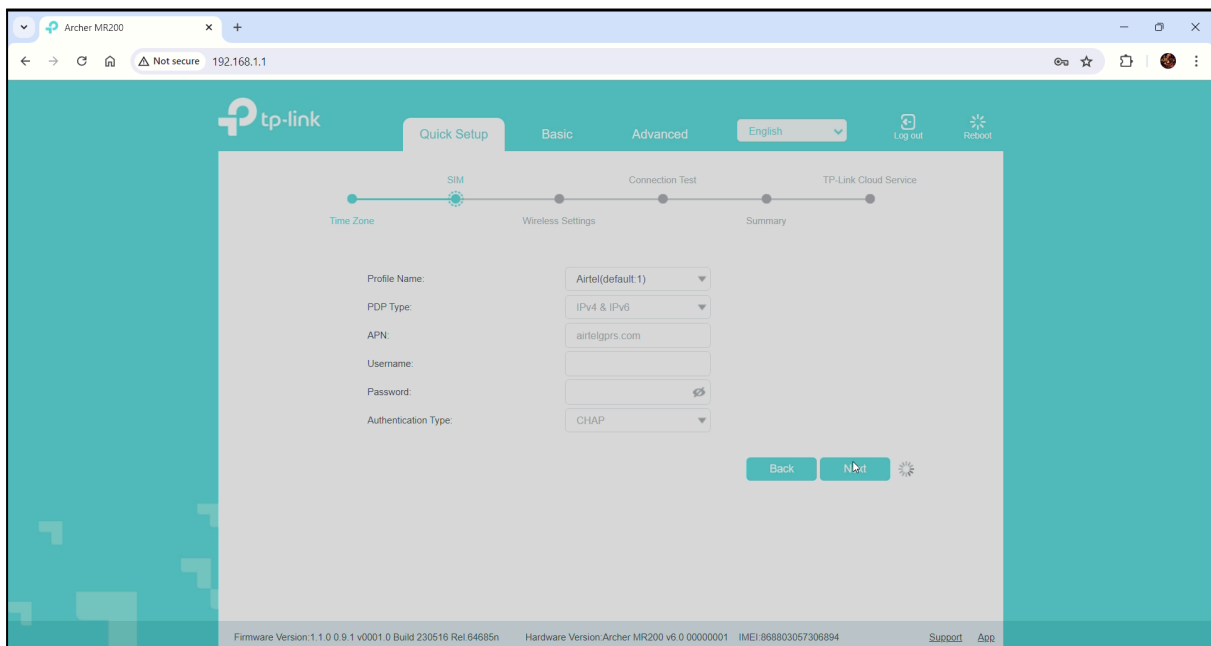 Archer MR200
Not secure 192.168.1.1
tp-link
Quick Setup Basic Advanced English Log out Reboot
SIM Connection Test TP-Link Cloud Service
Time Zone Wireless Settings Summary
Profile Name: Airtel(default:1)
PDP Type: IPv4 & IPv6
APN: airtelgprs.com
Username:
Password:
Authentication Type: CHAP
Back Next
Firmware Version:1.1.0 0.9.1 v0001.0 Build 230516 Rel.64685n Hardware Version:Archer MR200 v6.0 00000001 IMEI:868803057306894 Support App